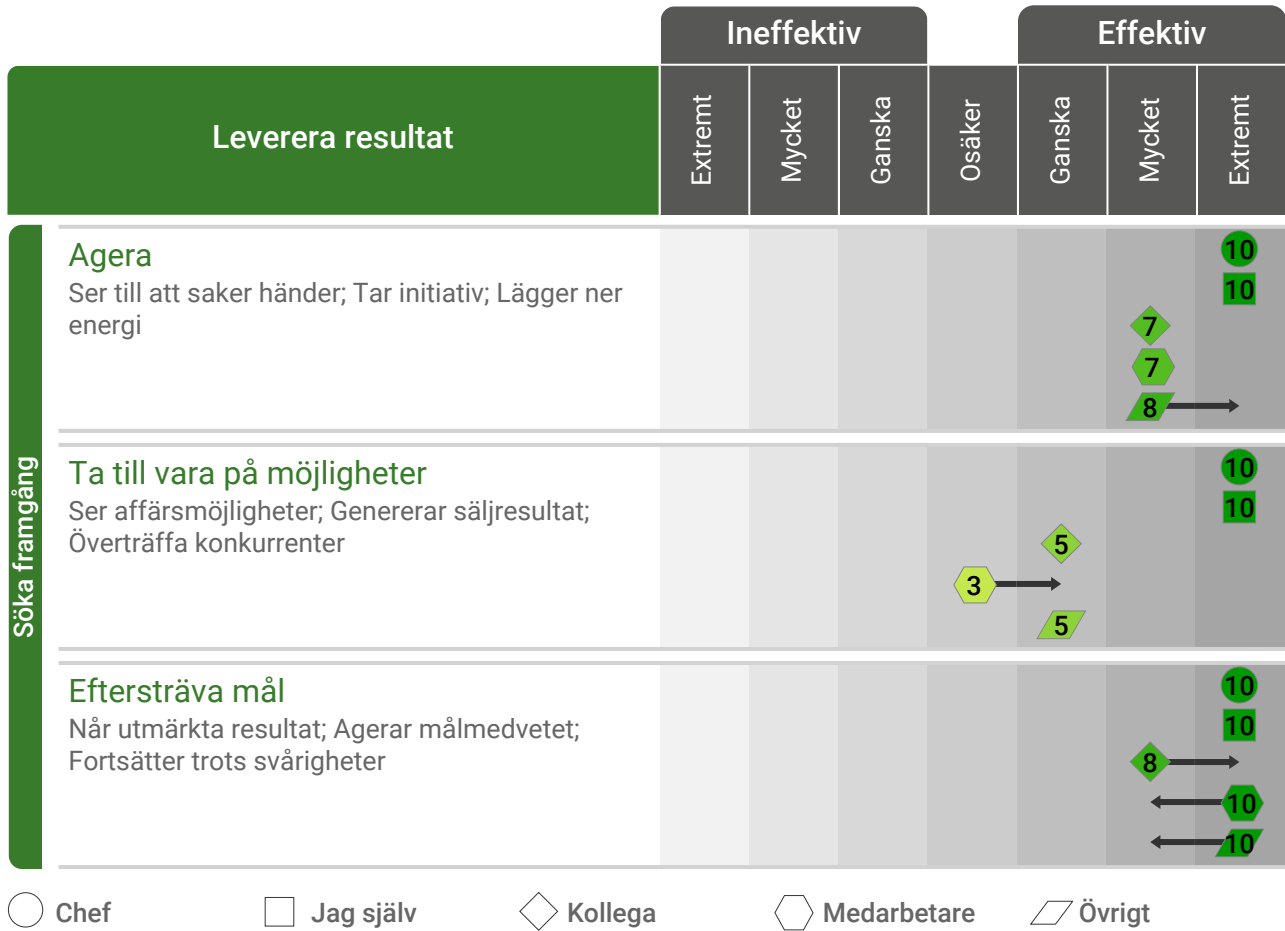 Ineffektiv
Effektiv
Leverera resultat
Extremt
Mycket
Ganska
Osäker
Ganska
Mycket
Extremt
Söka framgång
Agera
Ser till att saker händer; Tar initiativ; Lägger ner
energi
10
10
7
7
8
Ta till vara på möjligheter
Ser affärsmöjligheter; Genererar säljresultat;
Överträffa konkurrenter
10
10
5
3
5
Eftersträva mål
Når utmärkta resultat; Agerar målmedvetet;
Fortsätter trots svårigheter
10
10
8
10
10
Chef
Jag själv
Kollega
Medarbetare
Övrigt